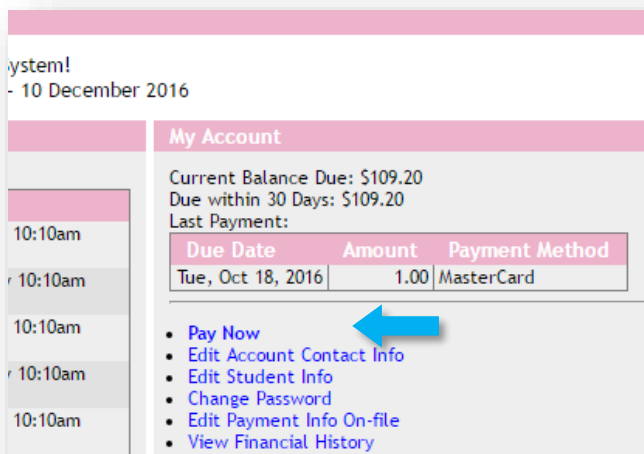 ystem!
- 10 December 2016
My Account
Current Balance Due: $109.20
Due within 30 Days: $109.20
Last Payment:
Due Date Amount Payment Method
Tue, Oct 18, 2016 1.00 MasterCard
10:10am
10:10am
10:10am
10:10am
10:10am
• Pay Now
• Edit Account Contact Info
• Edit Student Info
• Change Password
• Edit Payment Info On-file
• View Financial History